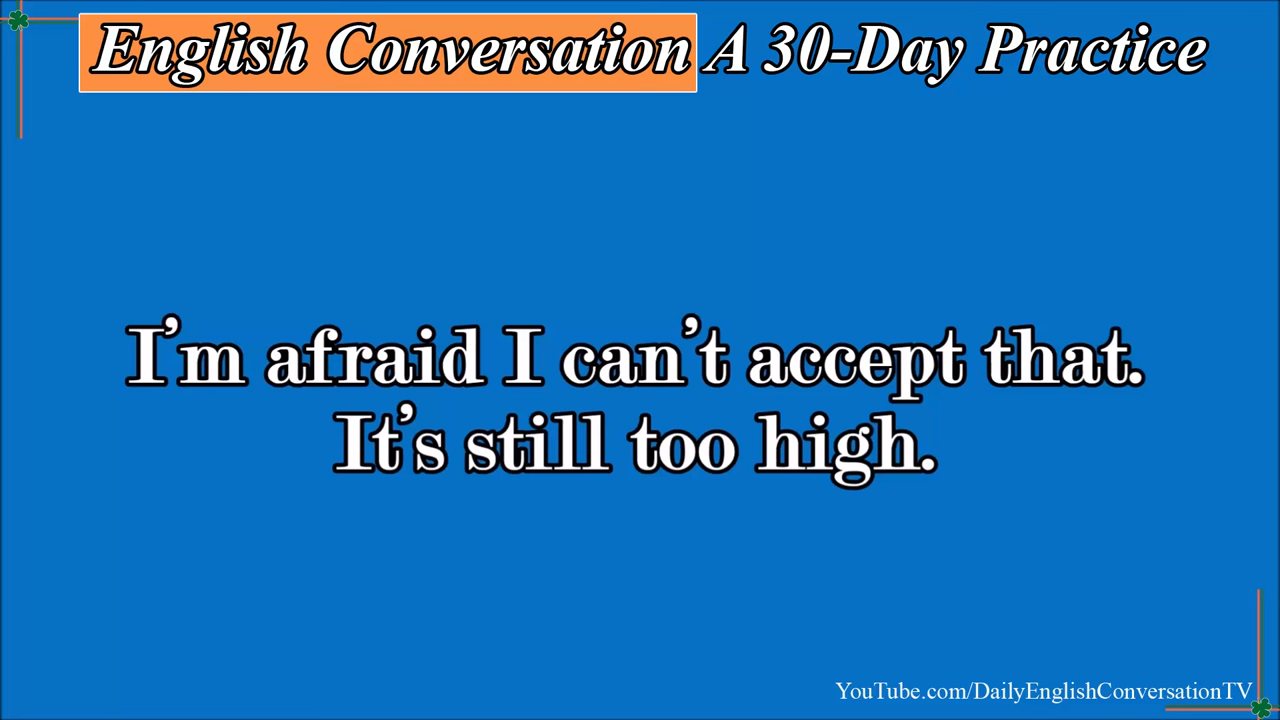 English Conversation A 30-Day Practice
I'm afraid I can't accept that.
It's still too high.
YouTube.com/DailyEnglishConversationTV